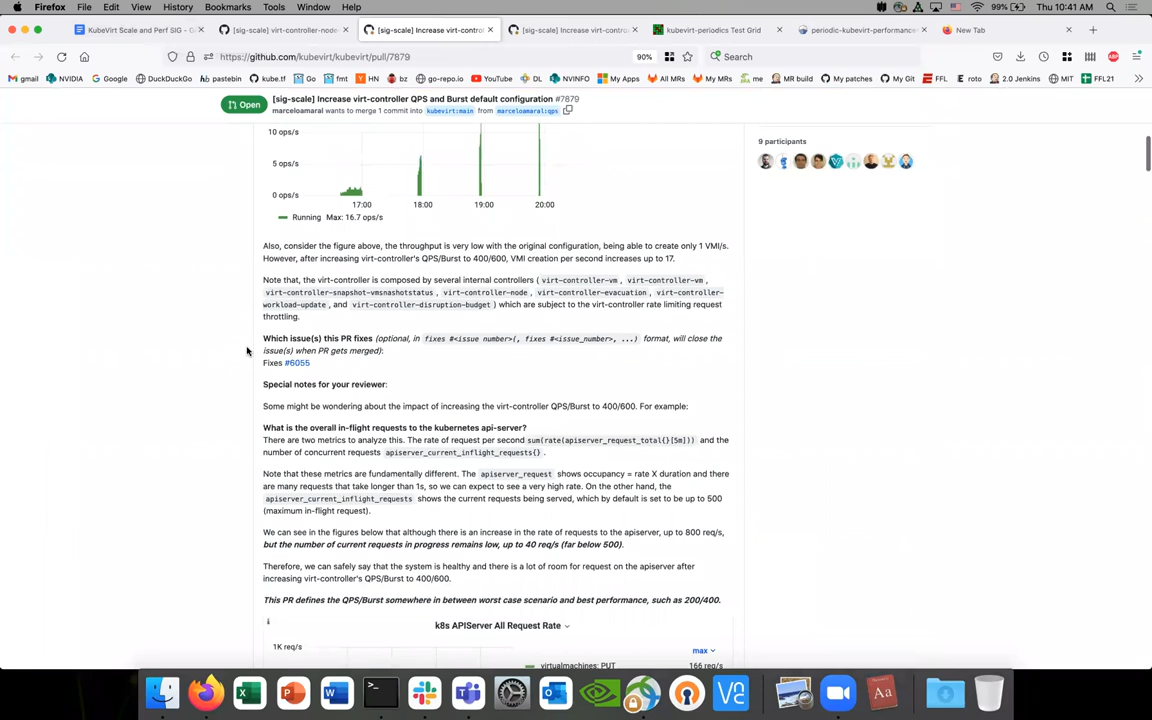 Firefox File Edit View History Bookmarks Tools Window Help 99% Thu 10:41 AM
KubeVirt Scale and Perf SIG - G
[sig-scale] virt-controller-node
[sig-scale] Increase virt-control
[sig-scale] Increase virt-contro
kubevirt-periodics Test Grid
periodic-kubevirt-performance
New Tab
https://github.com/kubevirt/kubevirt/pull/7879
90%
Search
gmail NVIDIA Google DuckDuckGo pastebin kube.tf Go fmt HN bz go-repo.io YouTube DL NVINFO My Apps All MRs My MRs me MR build My patches My Git FFL roto 2.0 Jenkins MIT FFL21
Open
[sig-scale] Increase virt-controller QPS and Burst default configuration #7879
marceloamaral wants to merge 1 commit into kubevirt:main from marceloamaral:qps
10 ops/s
5 ops/s
0 ops/s
17:00 18:00 19:00 20:00
Running Max: 16.7 ops/s
9 participants
Also, consider the figure above, the throughput is very low with the original configuration, being able to create only 1 VMI/s.
However, after increasing virt-controller's QPS/Burst to 400/600, VMI creation per second increases up to 17.
Note that, the virt-controller is composed by several internal controllers ( virt-controller-vm , virt-controller-vm ,
virt-controller-snapshot-vmsnashotstatus , virt-controller-node , virt-controller-evacuation , virt-controller-
workload-update , and virt-controller-disruption-budget ) which are subject to the virt-controller rate limiting request
throttling.
Which issue(s) this PR fixes (optional, in fixes #<issue number>(, fixes #<issue_number>, ...) format, will close the
issue(s) when PR gets merged):
Fixes #6055
Special notes for your reviewer:
Some might be wondering about the impact of increasing the virt-controller QPS/Burst to 400/600. For example:
What is the overall in-flight requests to the kubernetes api-server?
There are two metrics to analyze this. The rate of request per second sum(rate(apiserver_request_total{}[5m])) and the
number of concurrent requests apiserver_current_inflight_requests{} .
Note that these metrics are fundamentally different. The apiserver_request shows occupancy = rate X duration and there
are many requests that take longer than 1s, so we can expect to see a very high rate. On the other hand, the
apiserver_current_inflight_requests shows the current requests being served, which by default is set to be up to 500
(maximum in-flight request).
We can see in the figures below that although there is an increase in the rate of requests to the apiserver, up to 800 req/s,
but the number of current requests in progress remains low, up to 40 req/s (far below 500).
Therefore, we can safely say that the system is healthy and there is a lot of room for request on the apiserver after
increasing virt-controller's QPS/Burst to 400/600.
This PR defines the QPS/Burst somewhere in between worst case scenario and best performance, such as 200/400.
k8s APIServer All Request Rate
max
1K req/s
virtualmachines: PUT 166 req/s